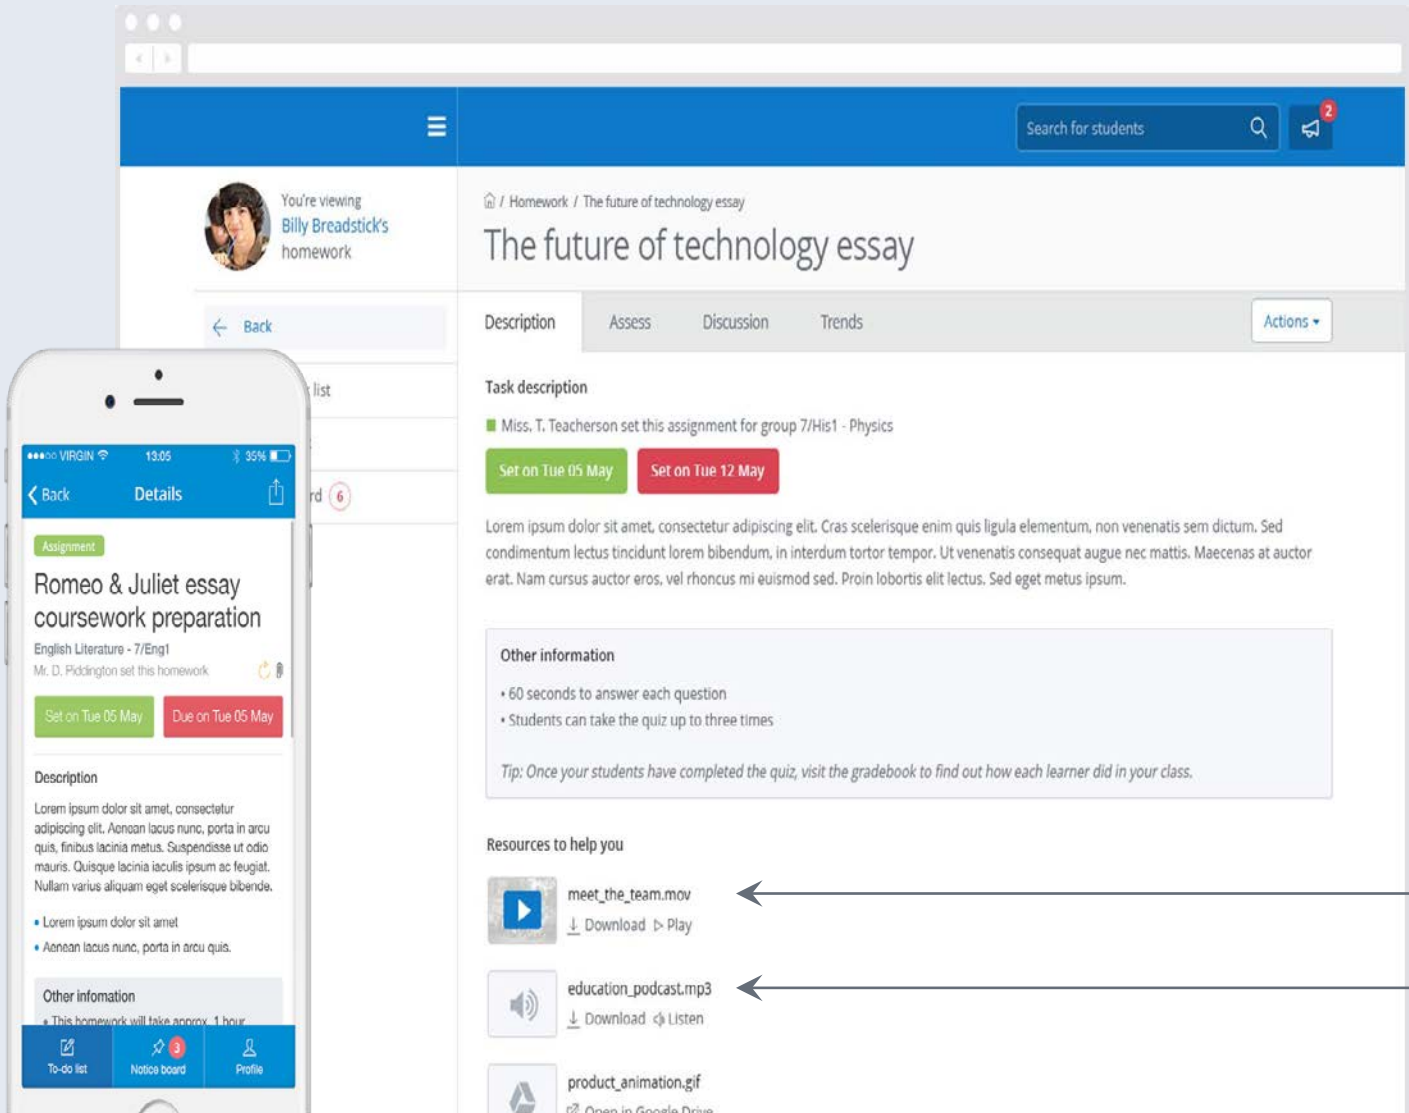 Search for students
2
You're viewing
Billy Breadstick's
homework
/ Homework / The future of technology essay
The future of technology essay
Back
Description
Assess
Discussion
Trends
Actions
list
rd 6
Task description
Miss. T. Teacherson set this assignment for group 7/His1 - Physics
Set on Tue 05 May
Set on Tue 12 May
Lorem ipsum dolor sit amet, consectetur adipiscing elit. Cras scelerisque enim quis ligula elementum, non venenatis sem dictum. Sed
condimentum lectus tincidunt lorem bibendum, in interdum tortor tempor. Ut venenatis consequat augue nec mattis. Maecenas at auctor
erat. Nam cursus auctor eros, vel rhoncus mi euismod sed. Proin lobortis elit lectus. Sed eget metus ipsum.
Other information
• 60 seconds to answer each question
• Students can take the quiz up to three times
Tip: Once your students have completed the quiz, visit the gradebook to find out how each learner did in your class.
Resources to help you
meet_the_team.mov
Download Play
education_podcast.mp3
Download Listen
product_animation.gif
Open in Google Drive
VIRGIN 13:05 35%
Back Details
Assignment
Romeo & Juliet essay
coursework preparation
English Literature - 7/Eng1
Mr. D. Piddington set this homework
Set on Tue 05 May
Due on Tue 05 May
Description
Lorem ipsum dolor sit amet, consectetur
adipiscing elit. Aenean lacus nunc, porta in arcu
quis, finibus lacinia metus. Suspendisse ut odio
mauris. Quisque lacinia iaculis ipsum ac feugiat.
Nullam varius aliquam eget scelerisque bibende.
• Lorem ipsum dolor sit amet
• Aenean lacus nunc, porta in arcu quis.
Other infomation
• This homework will take approx. 1 hour
3
To-do list
Notice board
Profile